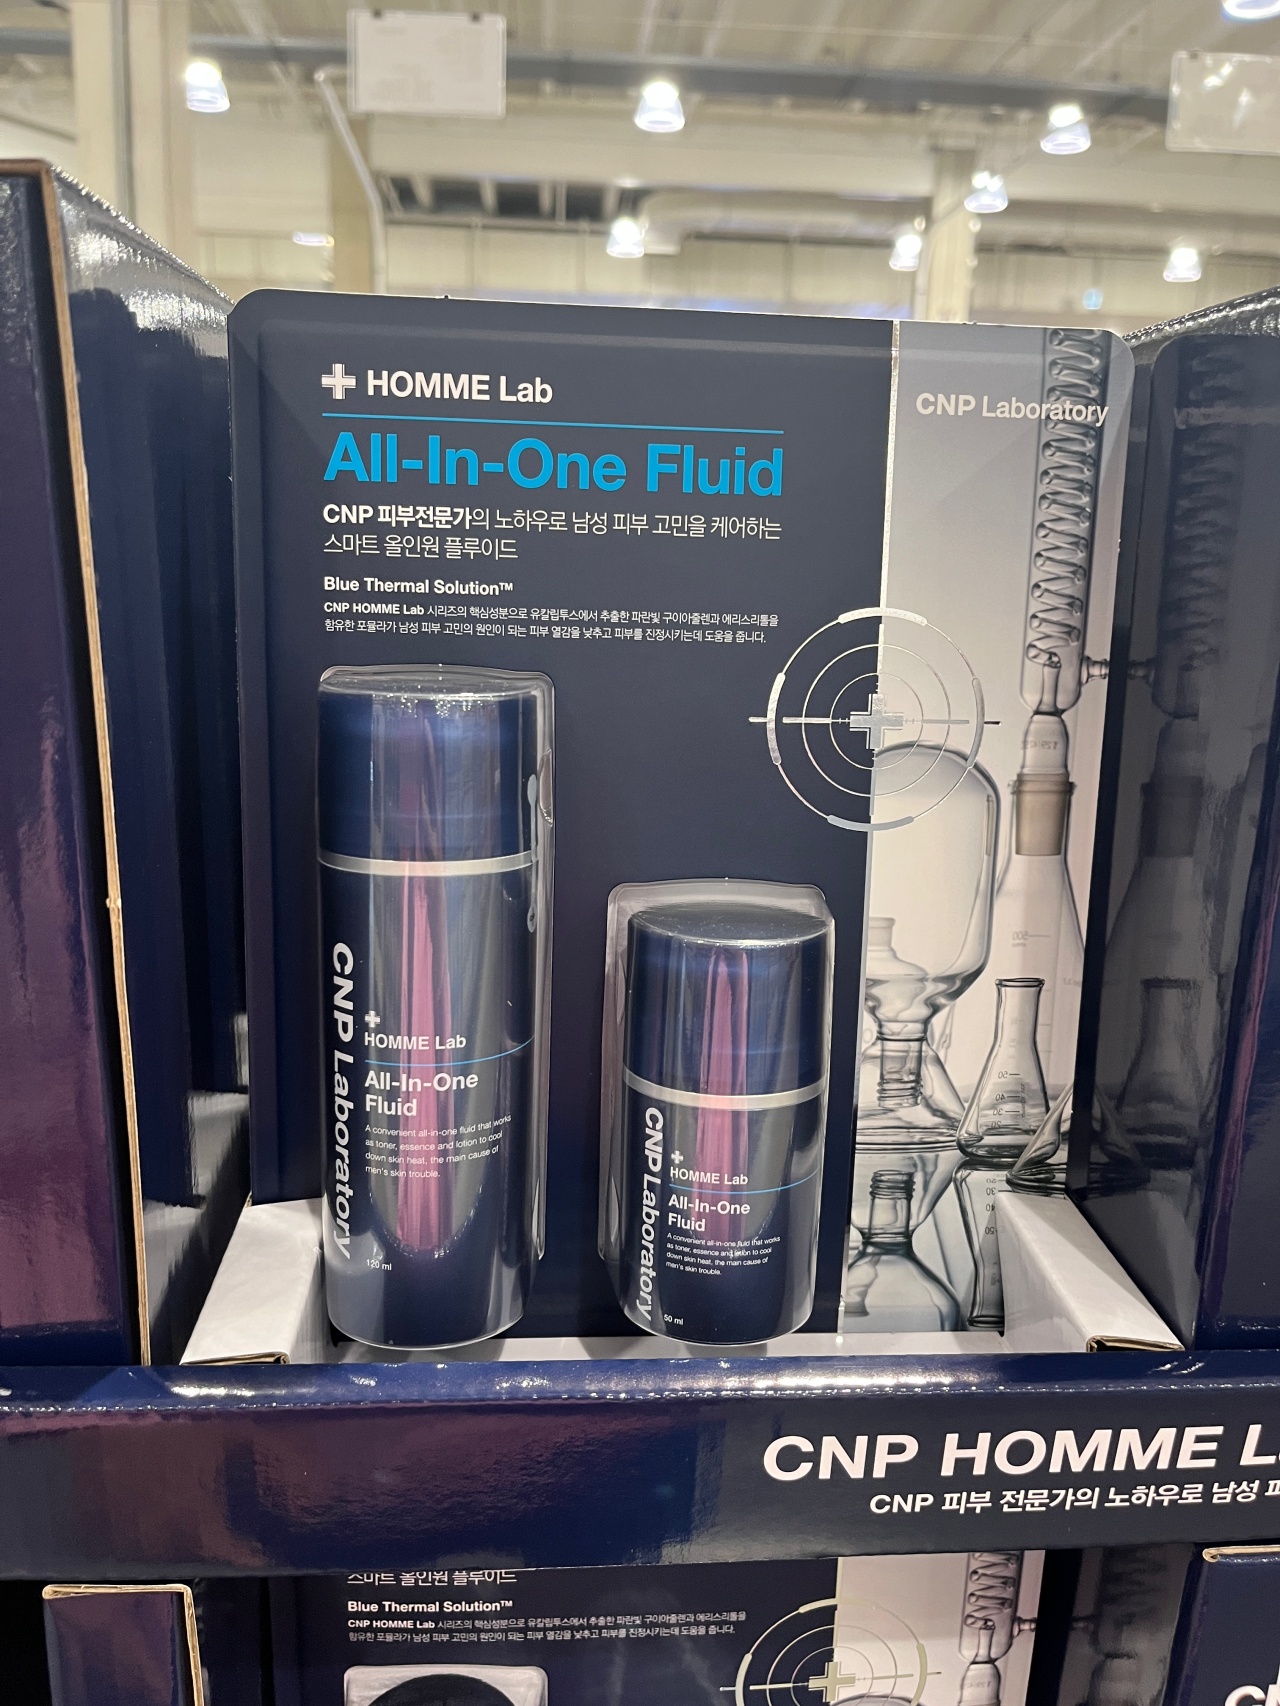 HOMME Lab
CNP Laboratory
All-In-One Fluid
CNP 피부전문가의 노하우로 남성 피부 고민을 케어하는
스마트 올인원 플루이드
Blue Thermal Solution™
CNP HOMME Lab 시리즈의 핵심성분으로 유칼립투스에서 추출한 파란빛 구아이아줄렌과 에리스리톨을
함유한 포뮬라가 남성 피부 고민의 원인이 되는 피부 열감을 낮추고 피부를 진정시키는데 도움을 줍니다.
CNP Laboratory
HOMME Lab
All-In-One
Fluid
A convenient all-in-one fluid that works
as toner, essence and lotion to cool
down skin heat, the main cause of
men's skin trouble.
120 ml
CNP Laboratory
HOMME Lab
All-In-One
Fluid
A convenient all-in-one fluid that works
as toner, essence and lotion to cool
down skin heat, the main cause of
men's skin trouble.
50 ml
CNP HOMME
CNP 피부 전문가의 노하우로 남성
스마트 올인원 플루이드
Blue Thermal Solution™
CNP HOMME Lab 시리즈의 핵심성분으로 유칼립투스에서 추출한 파란빛 구아이아줄렌과 에리스리톨을
함유한 포뮬라가 남성 피부 고민의 원인이 되는 피부 열감을 낮추고 피부를 진정시키는데 도움을 줍니다.